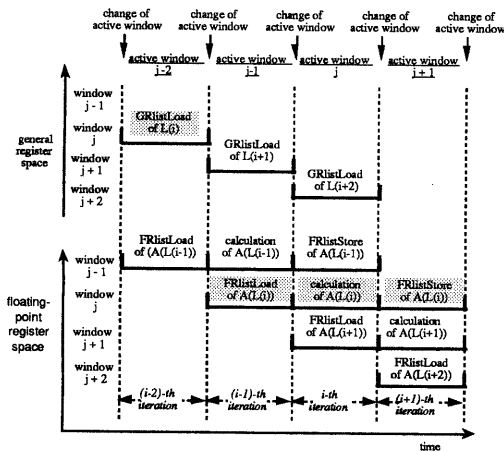 change of active window
change of active window
change of active window
change of active window
change of active window
active window j-2
active window j-1
active window j
active window j + 1
general register space
window j - 1
window j
window j + 1
window j + 2
GRlistLoad of L(i)
GRlistLoad of L(i+1)
GRlistLoad of L(i+2)
floating-point register space
window j - 1
window j
window j + 1
window j + 2
FRlistLoad of (A(L(i-1))
calculation of A(L(i-1))
FRlistStore of A(L(i-1))
FRlistLoad of A(L(i))
calculation of A(L(i))
FRlistStore of A(L(i))
FRlistLoad of A(L(i+1))
calculation of A(L(i+1))
FRlistLoad of A(L(i+2))
(i-2)-th iteration
(i-1)-th iteration
i-th iteration
(i+1)-th iteration
time